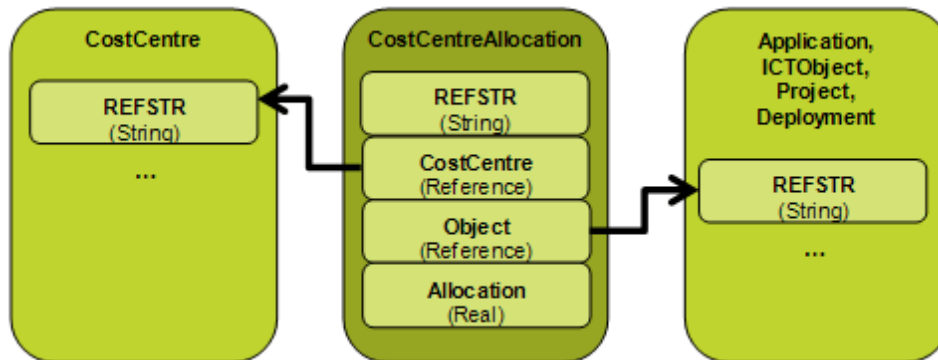 CostCentre
REFSTR
(String)
...
CostCentreAllocation
REFSTR
(String)
CostCentre
(Reference)
Object
(Reference)
Allocation
(Real)
Application,
ICTObject,
Project,
Deployment
REFSTR
(String)
...